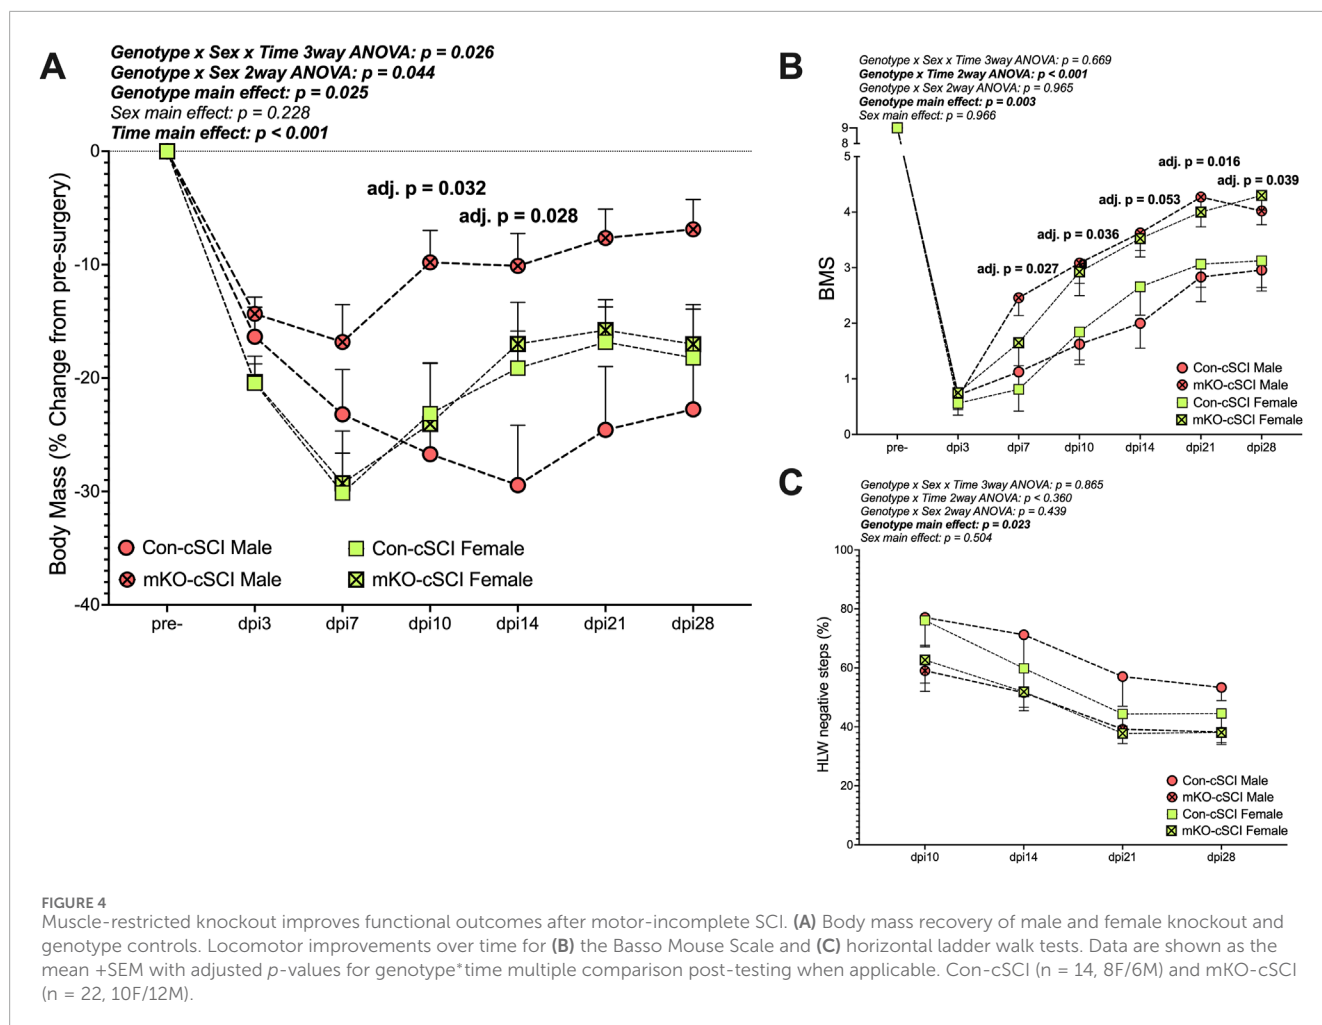 A
Genotype x Sex x Time 3way ANOVA: p = 0.026
Genotype x Sex 2way ANOVA: p = 0.044
Genotype main effect: p = 0.025
Sex main effect: p = 0.228
Time main effect: p < 0.001
Body Mass (% Change from pre-surgery)
0
-10
-20
-30
-40
adj. p = 0.032
adj. p = 0.028
Con-cSCI Male
Con-cSCI Female
mKO-cSCI Male
mKO-cSCI Female
pre-
dpi3
dpi7
dpi10
dpi14
dpi21
dpi28
B
Genotype x Sex x Time 3way ANOVA: p = 0.669
Genotype x Time 2way ANOVA: p < 0.001
Genotype x Sex 2way ANOVA: p = 0.965
Genotype main effect: p = 0.003
Sex main effect: p = 0.966
BMS
9
8
5
4
3
2
1
0
adj. p = 0.016
adj. p = 0.039
adj. p = 0.053
adj. p = 0.036
adj. p = 0.027
Con-cSCI Male
mKO-cSCI Male
Con-cSCI Female
mKO-cSCI Female
pre-
dpi3
dpi7
dpi10
dpi14
dpi21
dpi28
C
Genotype x Sex x Time 3way ANOVA: p = 0.865
Genotype x Time 2way ANOVA: p < 0.360
Genotype x Sex 2way ANOVA: p = 0.439
Genotype main effect: p = 0.023
Sex main effect: p = 0.504
HLW negative steps (%)
100
80
60
40
20
0
Con-cSCI Male
mKO-cSCI Male
Con-cSCI Female
mKO-cSCI Female
dpi10
dpi14
dpi21
dpi28
FIGURE 4
Muscle-restricted knockout improves functional outcomes after motor-incomplete SCI. (A) Body mass recovery of male and female knockout and
genotype controls. Locomotor improvements over time for (B) the Basso Mouse Scale and (C) horizontal ladder walk tests. Data are shown as the
mean +SEM with adjusted p-values for genotype*time multiple comparison post-testing when applicable. Con-cSCI (n = 14, 8F/6M) and mKO-cSCI
(n = 22, 10F/12M).